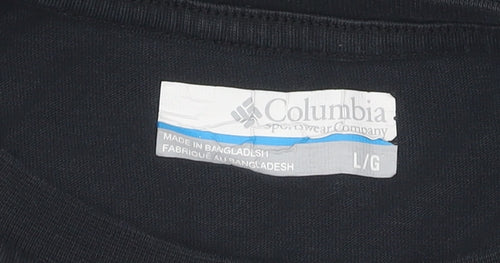 Columbia
Sportswear Company
MADE IN BANGLADESH
FABRIQUÉ AU BANGLADESH
L/G